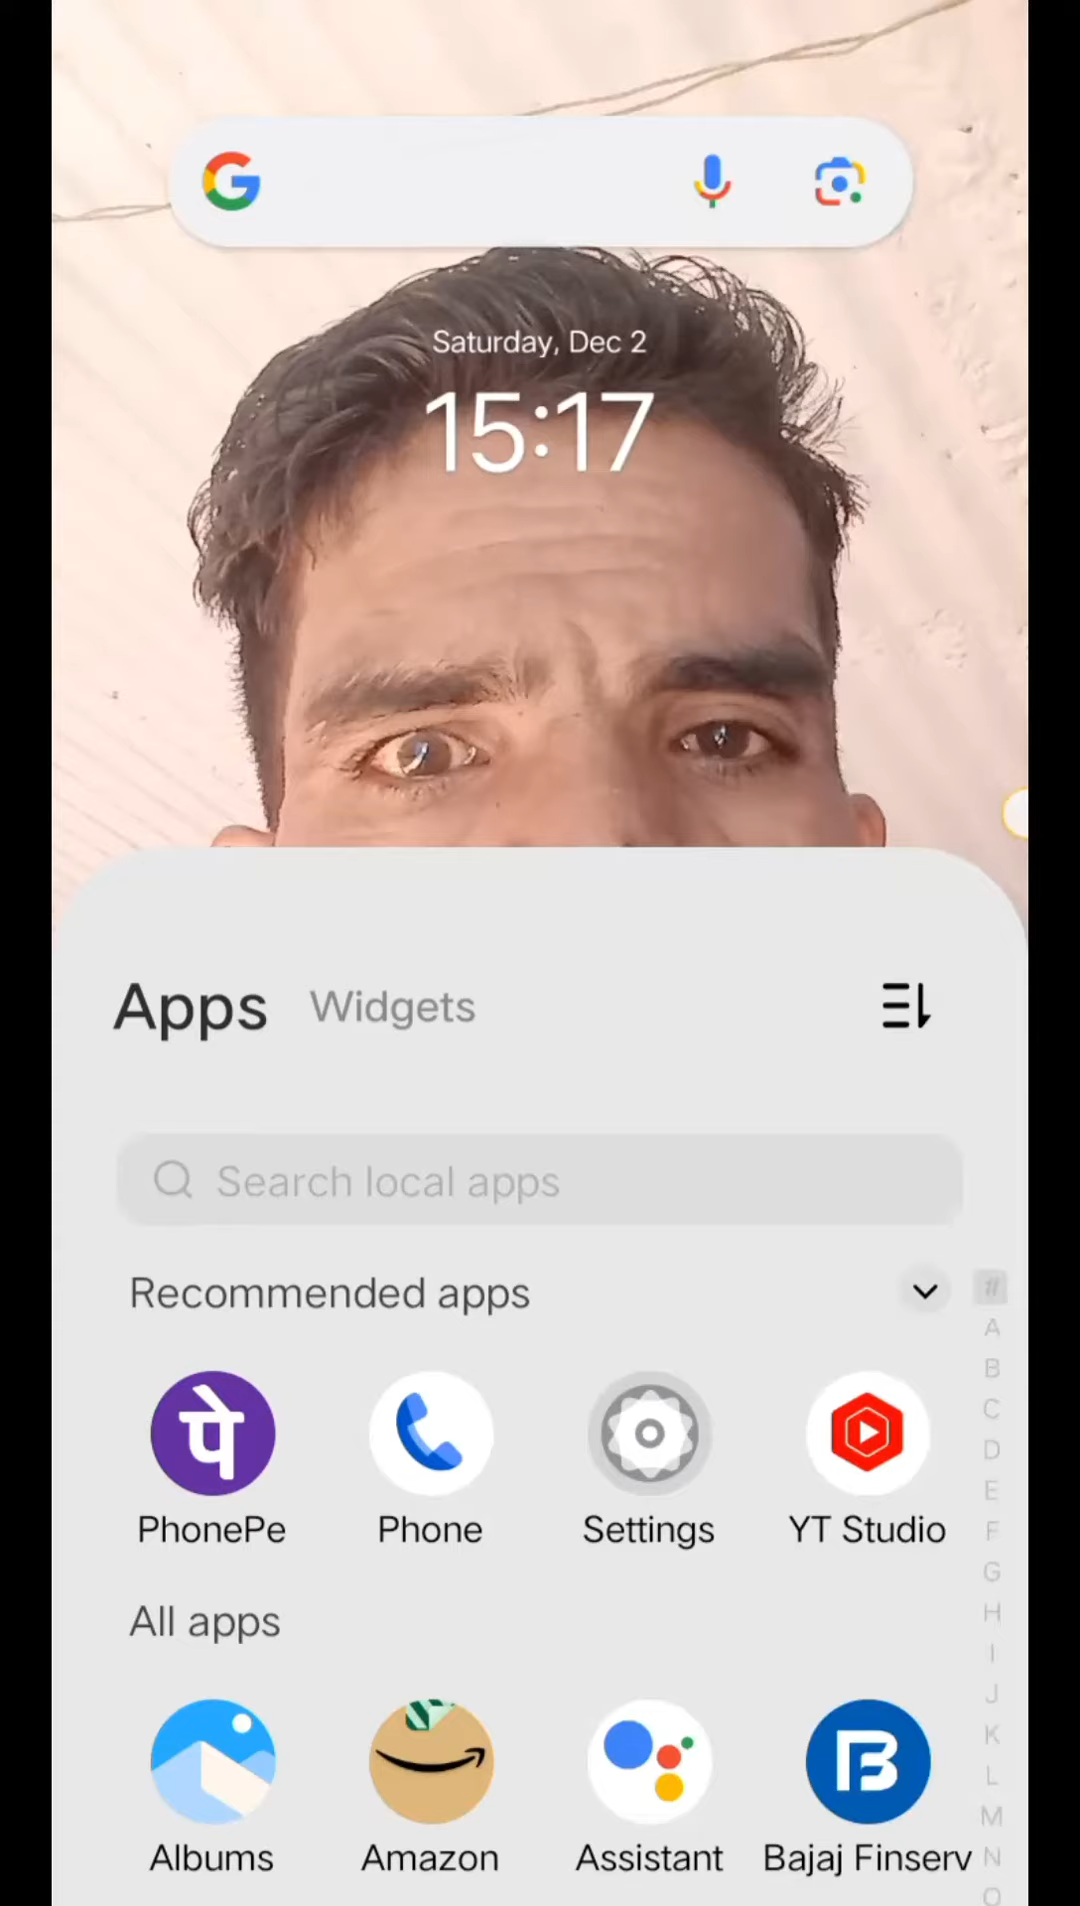 Saturday, Dec 2
15:17
Apps Widgets
Search local apps
Recommended apps
#
A
B
C
D
E
F
G
H
I
J
K
L
M
N
O
पे
PhonePe Phone Settings YT Studio
All apps
Albums Amazon Assistant Bajaj Finserv